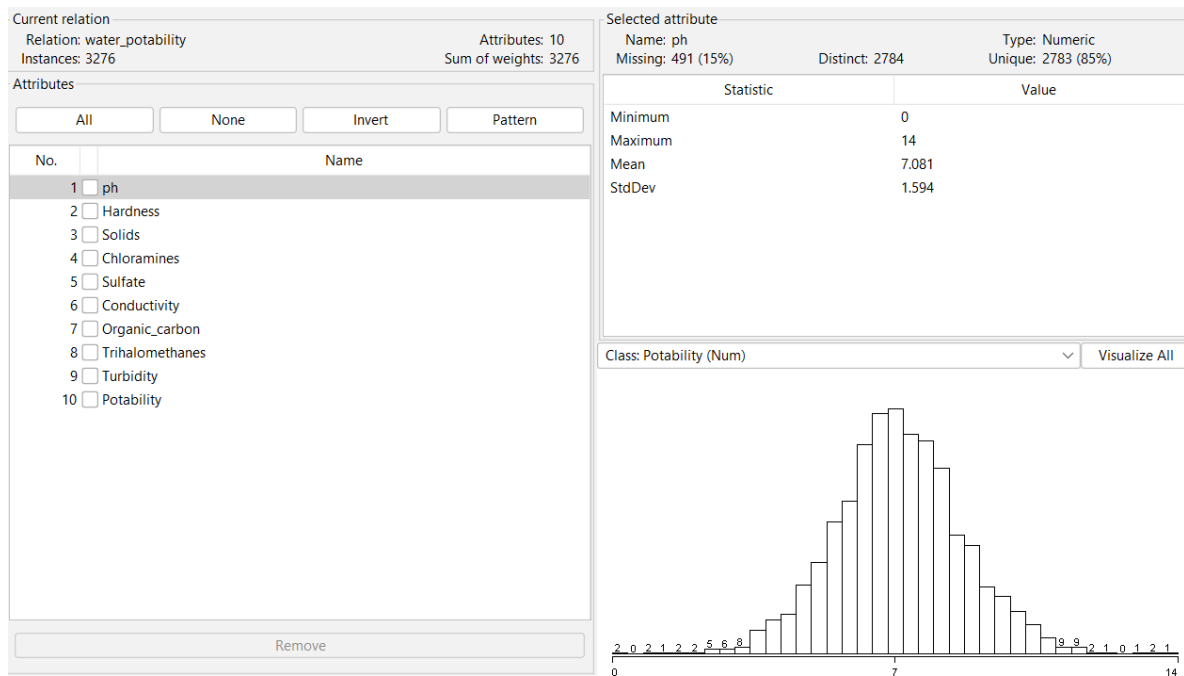 Current relation
Relation: water_potability Attributes: 10
Instances: 3276 Sum of weights: 3276
Attributes
All None Invert Pattern
No. Name
1 ph
2 Hardness
3 Solids
4 Chloramines
5 Sulfate
6 Conductivity
7 Organic_carbon
8 Trihalomethanes
9 Turbidity
10 Potability
Remove
Selected attribute
Name: ph Type: Numeric
Missing: 491 (15%) Distinct: 2784 Unique: 2783 (85%)
Statistic Value
Minimum 0
Maximum 14
Mean 7.081
StdDev 1.594
Class: Potability (Num) Visualize All
2 0 2 1 2 2 5 6 8 9 9 2 1 0 1 2 1
0 7 14